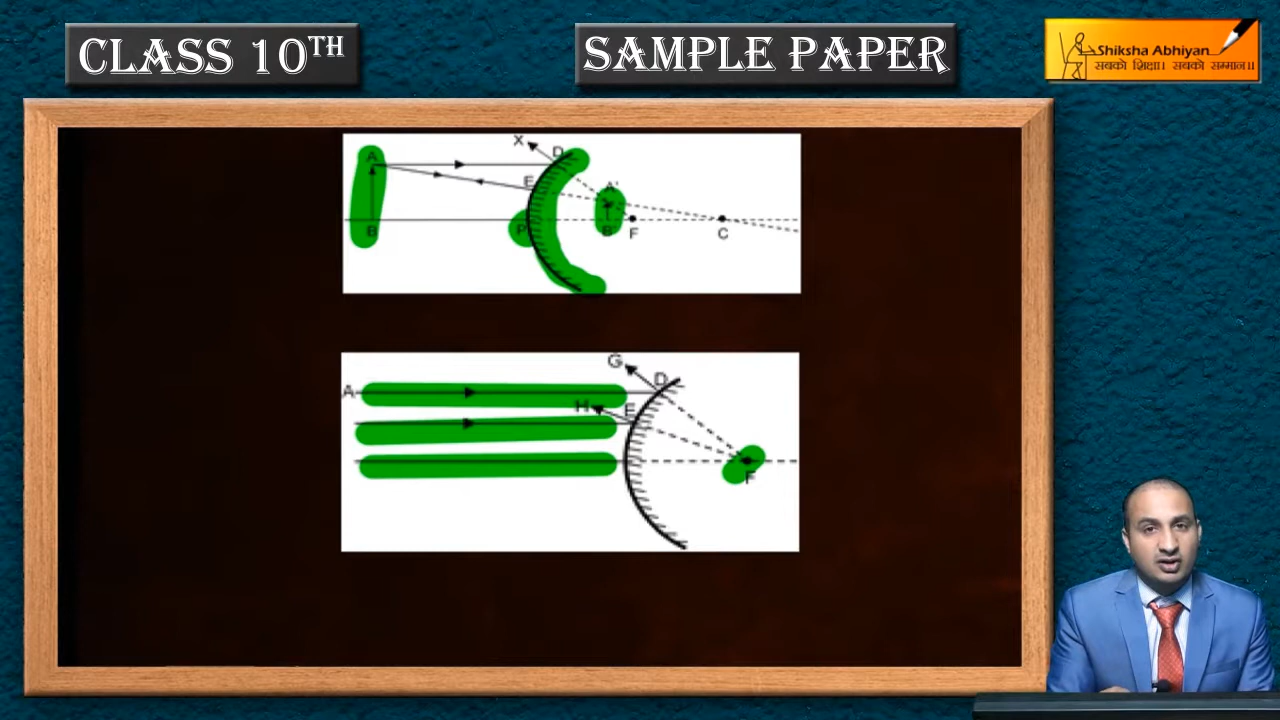 CLASS 10TH
SAMPLE PAPER
Shiksha Abhiyan
सबको शिक्षा। सबको सम्मान।।
X
D
A
E
A'
P
B
B'
F
C
G
D
A
H
E
F